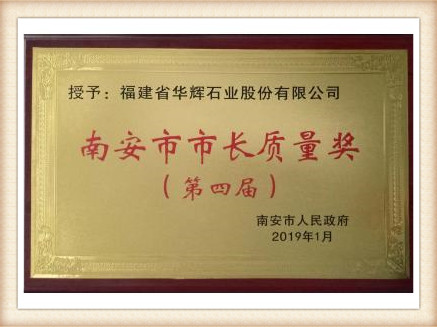 授予：福建省华辉石业股份有限公司
南安市市长质量奖
（第四届）
南安市人民政府
2019年1月